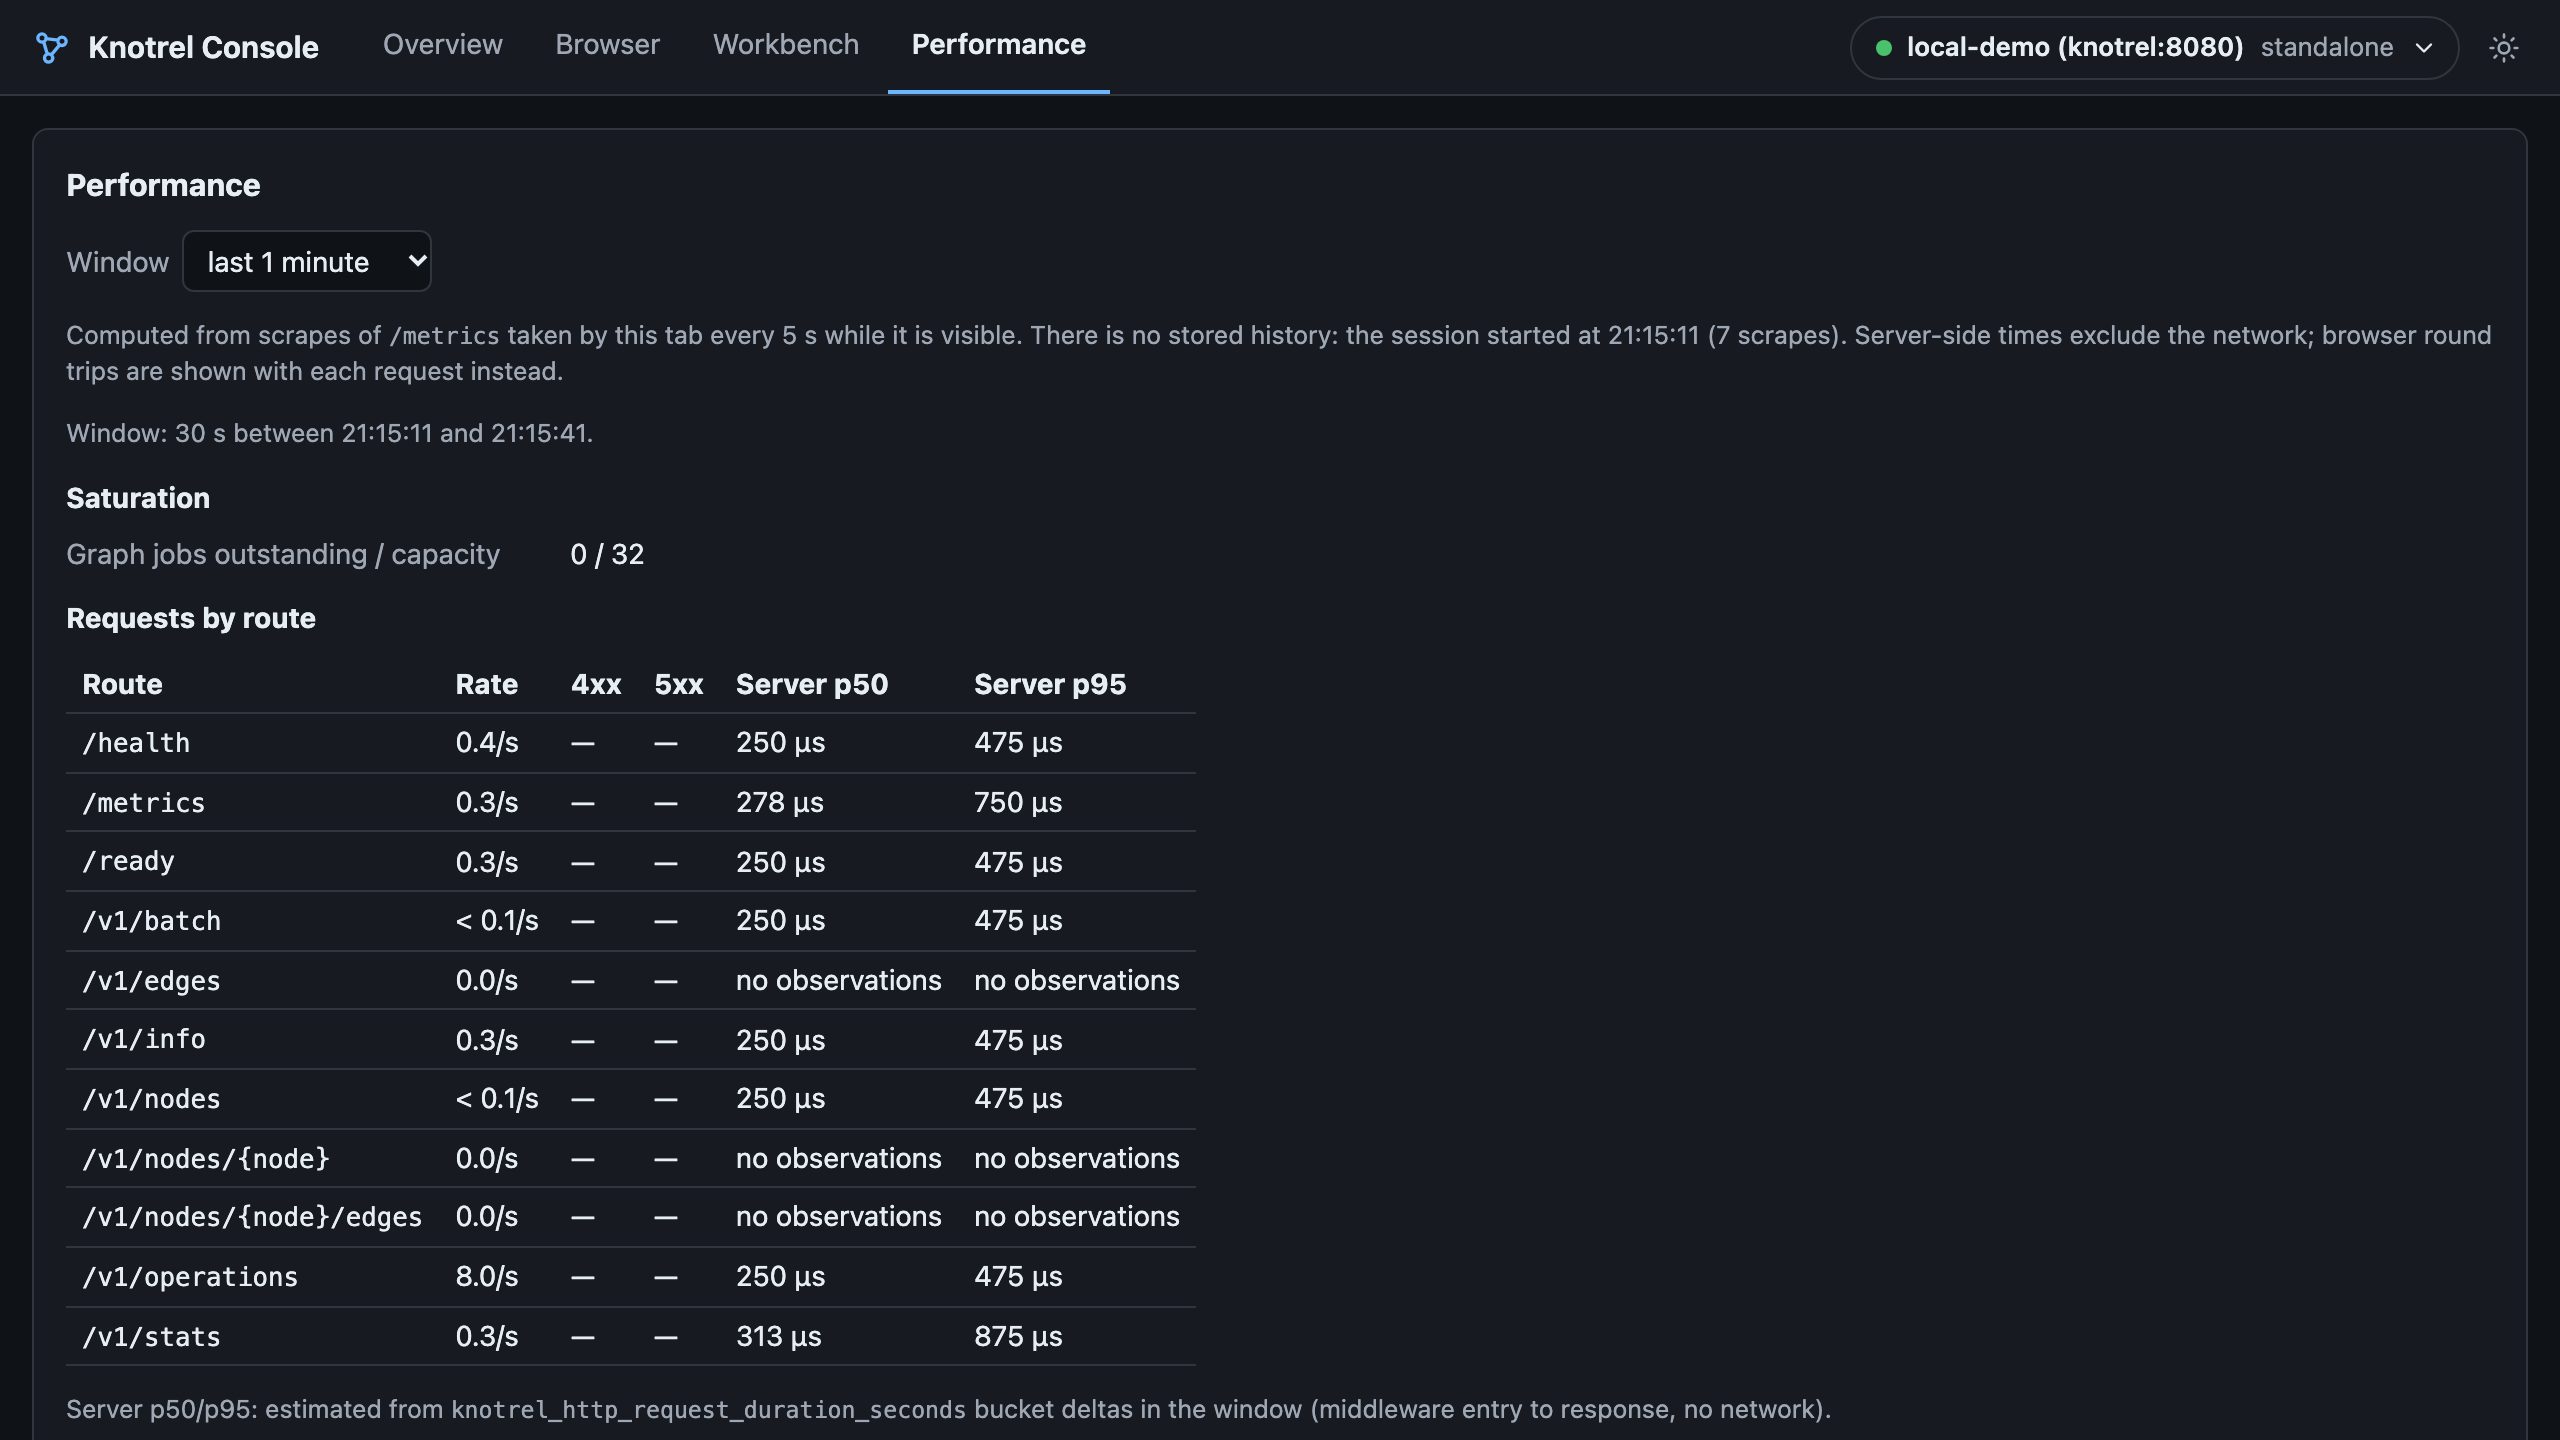 Knotrel Console
Overview
Browser
Workbench
Performance
local-demo (knotrel:8080) standalone
Performance
Window last 1 minute
Computed from scrapes of /metrics taken by this tab every 5 s while it is visible. There is no stored history: the session started at 21:15:11 (7 scrapes). Server-side times exclude the network; browser round
trips are shown with each request instead.
Window: 30 s between 21:15:11 and 21:15:41.
Saturation
Graph jobs outstanding / capacity 0 / 32
Requests by route
Route Rate 4xx 5xx Server p50 Server p95
/health 0.4/s — — 250 µs 475 µs
/metrics 0.3/s — — 278 µs 750 µs
/ready 0.3/s — — 250 µs 475 µs
/v1/batch < 0.1/s — — 250 µs 475 µs
/v1/edges 0.0/s — — no observations no observations
/v1/info 0.3/s — — 250 µs 475 µs
/v1/nodes < 0.1/s — — 250 µs 475 µs
/v1/nodes/{node} 0.0/s — — no observations no observations
/v1/nodes/{node}/edges 0.0/s — — no observations no observations
/v1/operations 8.0/s — — 250 µs 475 µs
/v1/stats 0.3/s — — 313 µs 875 µs
Server p50/p95: estimated from knotrel_http_request_duration_seconds bucket deltas in the window (middleware entry to response, no network).